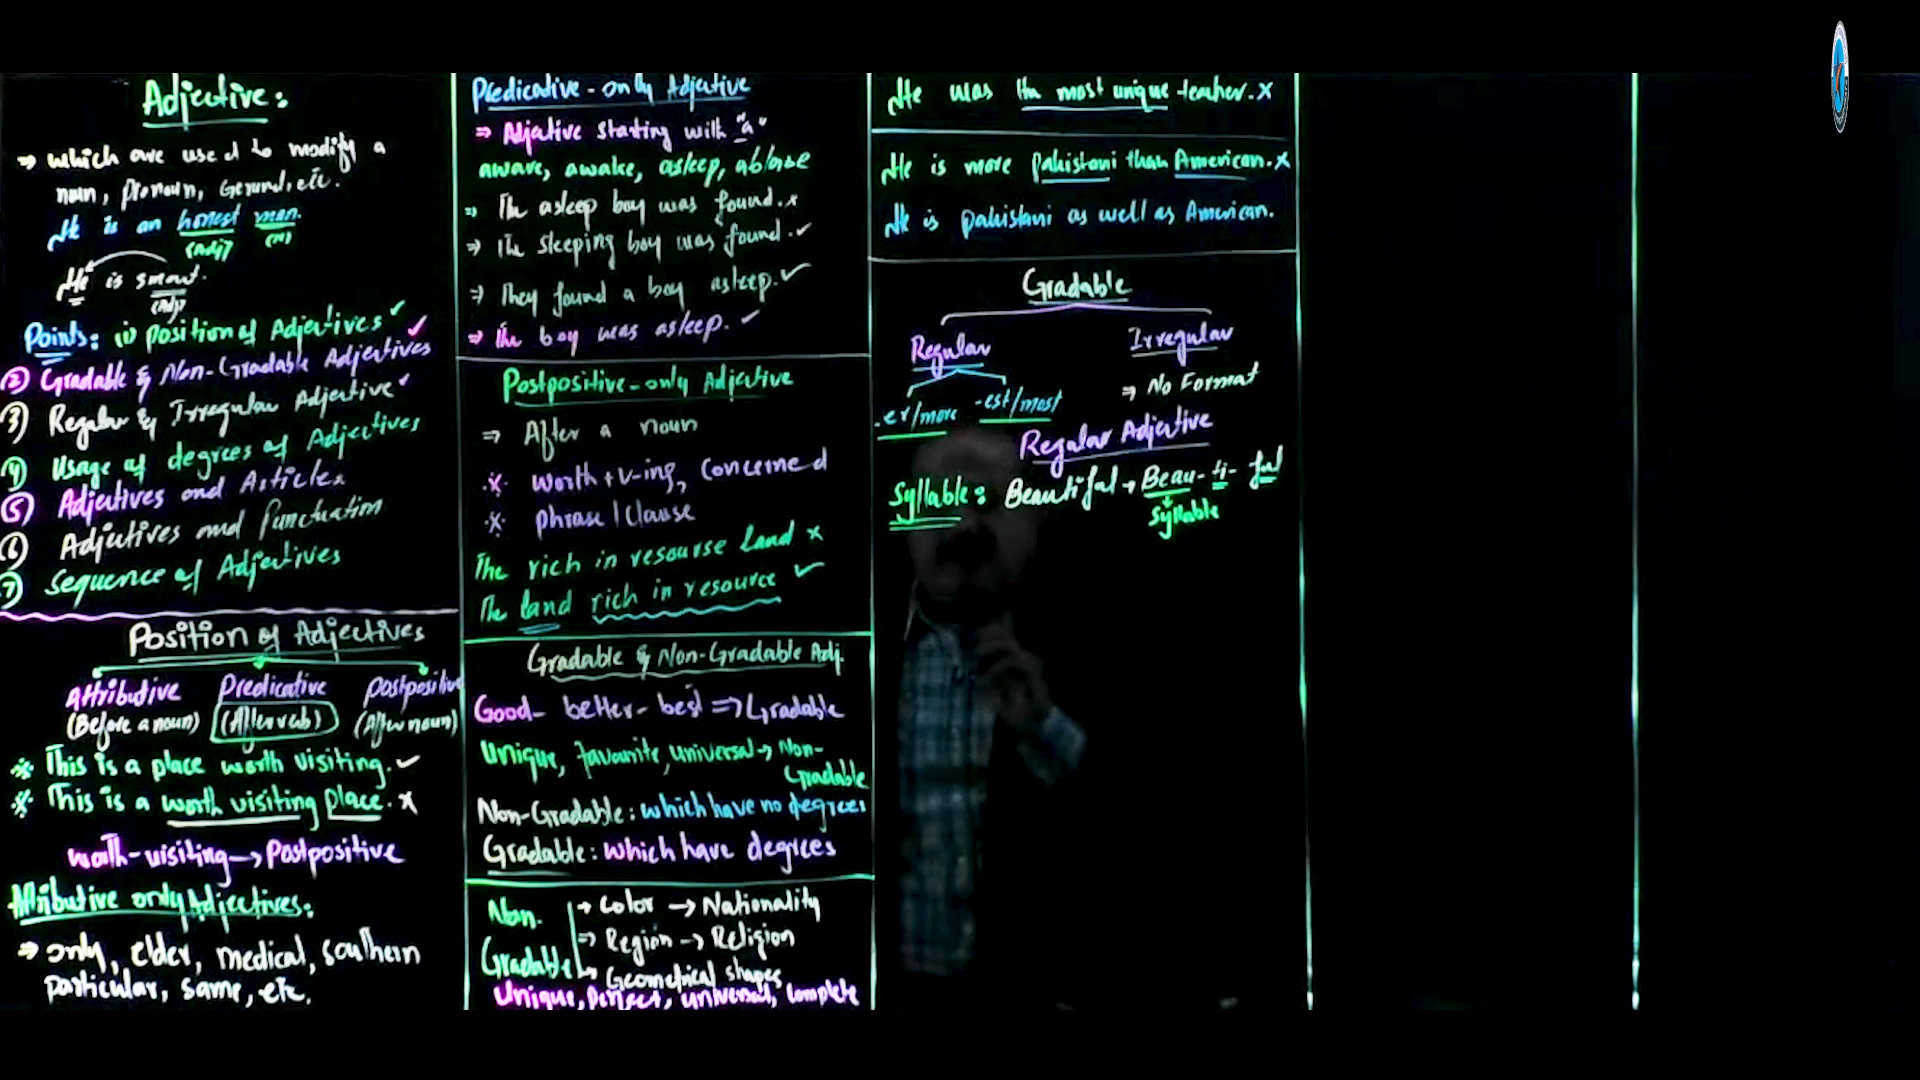 Adjective:
⇒ which are used to modify a
noun, pronoun, Gerund, etc.
He is an honest man.
(adj) (N)
He is smart.
(Adj)
Points: (1) position of Adjectives ✓
(2) Gradable & Non-Gradable Adjectives ✓
(3) Regular & Irregular Adjective ✓
(4) Usage of degrees of Adjectives
(5) Adjectives and Articles
(6) Adjectives and Punctuation
(7) Sequence of Adjectives
Position of Adjectives
Attributive Predicative Postpositive
(Before a noun) (After verb) (After noun)
※ This is a place worth visiting. ✓
※ This is a worth visiting place. x
worth-visiting → Postpositive
Attributive only Adjectives:
⇒ only, elder, medical, southern
particular, same, etc.
Predicative-only Adjective
⇒ Adjective starting with "a"
aware, awake, asleep, ablaze
⇒ The asleep boy was found. x
⇒ The sleeping boy was found. ✓
⇒ They found a boy asleep. ✓
⇒ The boy was asleep. ✓
Postpositive-only Adjective
⇒ After a noun
※ worth + v-ing, concerned
※ phrase/clause
The rich in resourse land x
The land rich in resource ✓
Gradable & Non-Gradable Adj.
Good- better- best ⇒ Gradable
Unique, favourite, universal → Non-
Gradable
Non-Gradable: which have no degrees
Gradable: which have degrees
Non. → Color → Nationality
⇒ Region → Religion
Gradable → Geometrical shapes
Unique, perfect, universal, complete
He was the most unique teacher. x
He is more pakistani than American. x
He is pakistani as well as American.
Gradable
Regular Irregular
⇒ No Format
-er/more -est/most
Regular Adjective
Syllable: Beautiful → Beau- ti- ful
Syllable